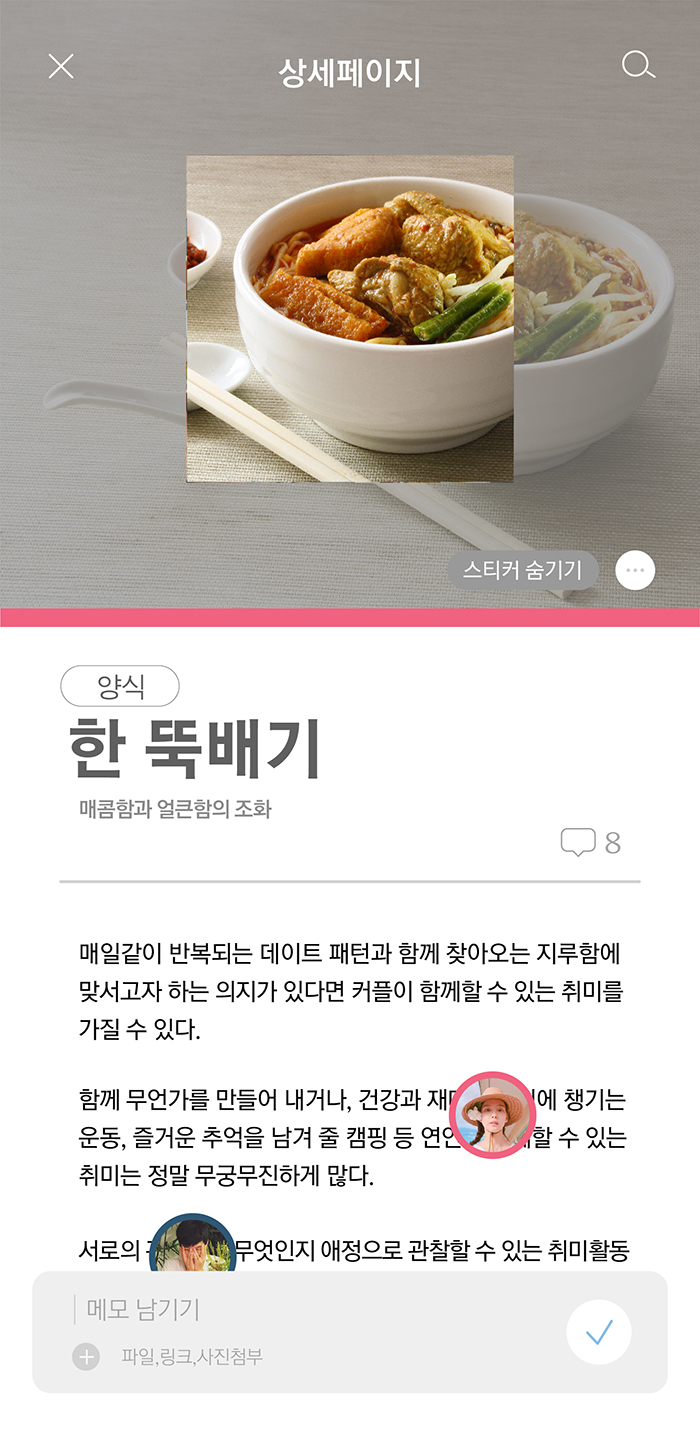 상세페이지
스티커 숨기기
양식
한 뚝배기
매콤함과 얼큰함의 조화
8
매일같이 반복되는 데이트 패턴과 함께 찾아오는 지루함에
맞서고자 하는 의지가 있다면 커플이 함께할 수 있는 취미를
가질 수 있다.
함께 무언가를 만들어 내거나, 건강과 챙기는
운동, 즐거운 추억을 남겨 줄 캠핑 등 수 있는
취미는 정말 무궁무진하게 많다.
서로의 무엇인지 애정으로 관찰할 수 있는 취미활동
메모 남기기
파일,링크,사진첨부